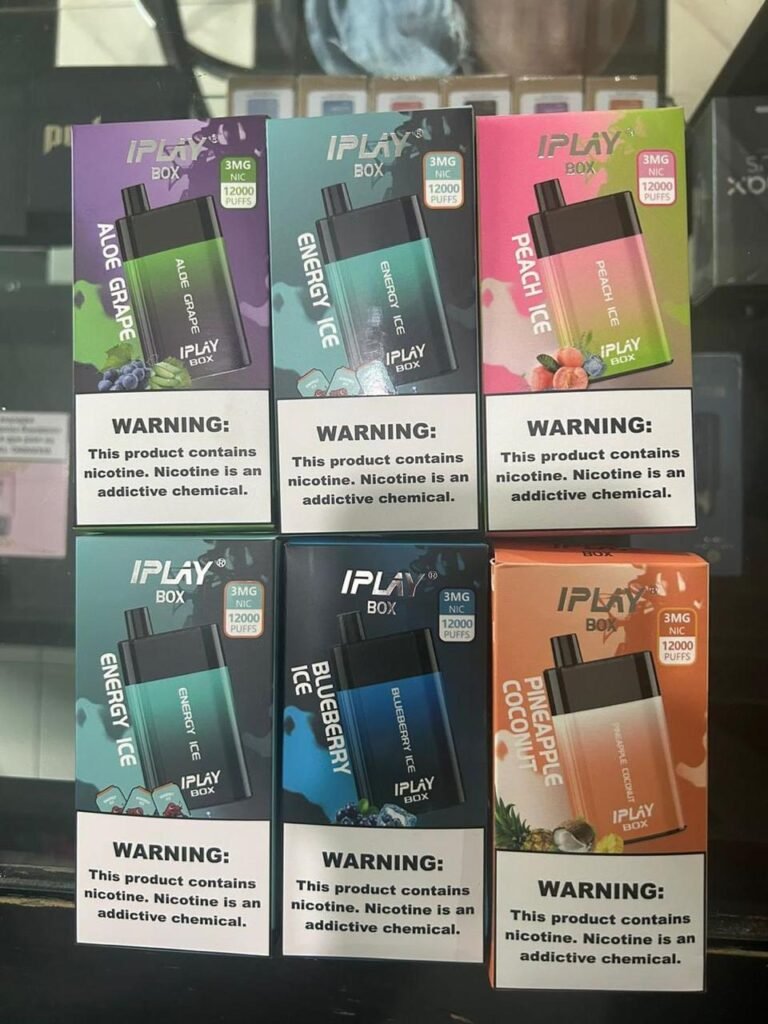 IPLAY®
BOX
3MG
NIC
12000
PUFFS
ALOE GRAPE
ALOE GRAPE
IPLAY
BOX
WARNING:
This product contains
nicotine. Nicotine is an
addictive chemical.
IPLAY®
BOX
3MG
NIC
12000
PUFFS
ENERGY ICE
ENERGY ICE
IPLAY
BOX
WARNING:
This product contains
nicotine. Nicotine is an
addictive chemical.
IPLAY®
BOX
3MG
NIC
12000
PUFFS
PEACH ICE
PEACH ICE
IPLAY
BOX
WARNING:
This product contains
nicotine. Nicotine is an
addictive chemical.
IPLAY®
BOX
3MG
NIC
12000
PUFFS
ENERGY ICE
ENERGY ICE
IPLAY
BOX
WARNING:
This product contains
nicotine. Nicotine is an
addictive chemical.
IPLAY®
BOX
3MG
NIC
12000
PUFFS
BLUEBERRY
ICE
BLUEBERRY ICE
IPLAY
BOX
WARNING:
This product contains
nicotine. Nicotine is an
addictive chemical.
BOX
IPLAY®
BOX
3MG
NIC
12000
PUFFS
PINEAPPLE
COCONUT
PINEAPPLE COCONUT
IPLAY
BOX
WARNING:
This product contains
nicotine. Nicotine is an
addictive chemical.